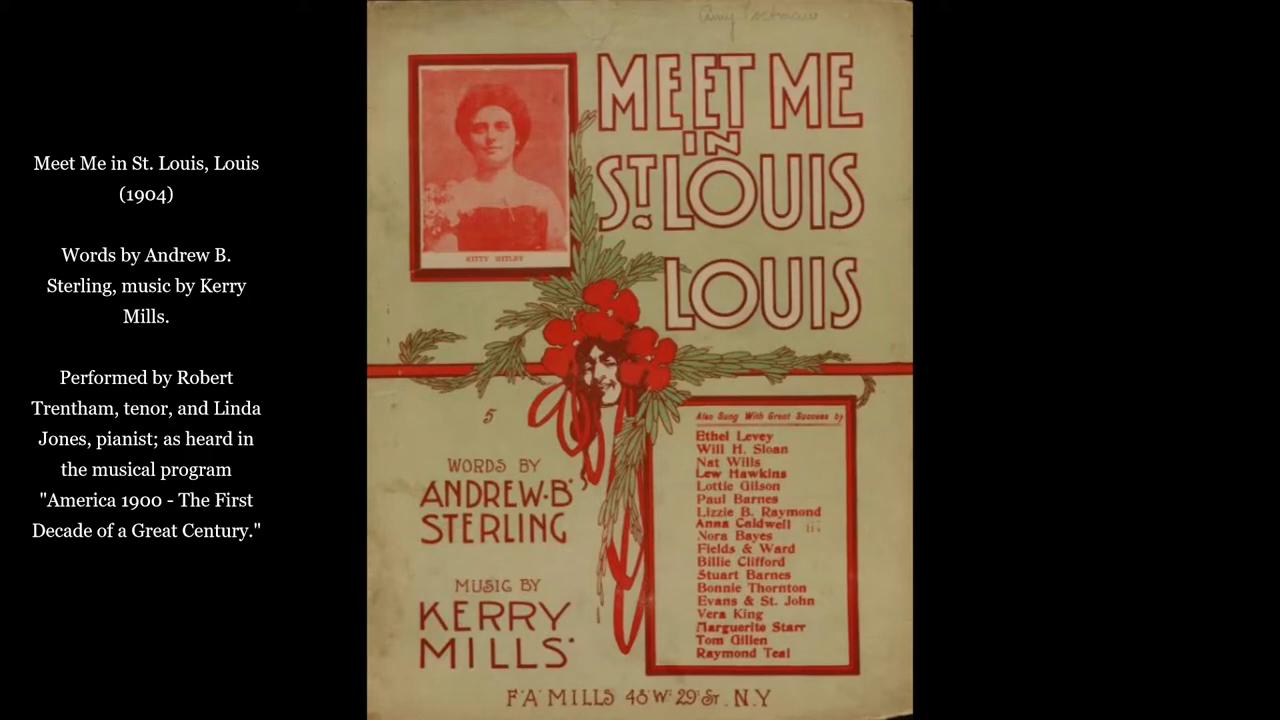 Meet Me in St. Louis, Louis
(1904)
Words by Andrew B.
Sterling, music by Kerry
Mills.
Performed by Robert
Trentham, tenor, and Linda
Jones, pianist; as heard in
the musical program
"America 1900 - The First
Decade of a Great Century."
MEET ME
IN
ST. LOUIS
LOUIS
KITTY
5
WORDS BY
ANDREW·B·
STERLING
MUSIC BY
KERRY
MILLS·
Also Sung With Great Success by
Ethel Levey
Will H. Sloan
Nat Wills
Lew Hawkins
Lottie Gilson
Paul Barnes
Lizzie B. Raymond
Anna Caldwell
Nora Bayes
Fields & Ward
Billie Clifford
Stuart Barnes
Bonnie Thornton
Evans & St. John
Vera King
Marguerite Starr
Tom Gillen
Raymond Teal
F·A·MILLS 48·W·29·St. N.Y